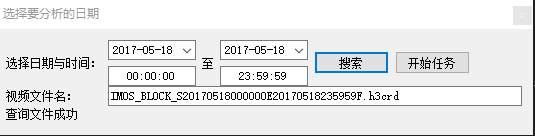 选择要分析的日期
选择日期与时间: 2017-05-18 至 2017-05-18 搜索 开始任务
00:00:00 23:59:59
视频文件名: IMOS_BLOCK_S20170518000000E20170518235959F.h3crd
查询文件成功